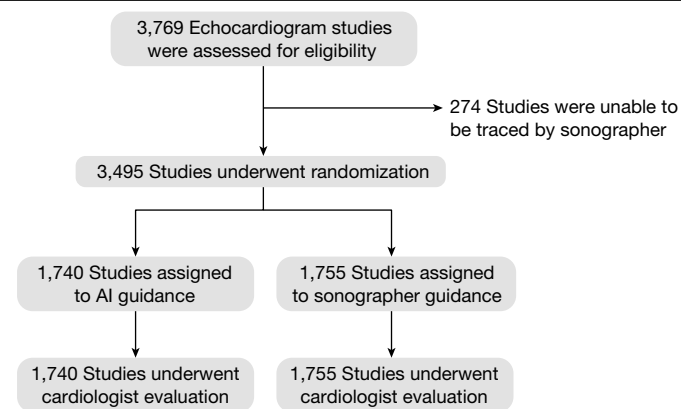 3,769 Echocardiogram studies
were assessed for eligibility
274 Studies were unable to
be traced by sonographer
3,495 Studies underwent randomization
1,740 Studies assigned
to AI guidance
1,755 Studies assigned
to sonographer guidance
1,740 Studies underwent
cardiologist evaluation
1,755 Studies underwent
cardiologist evaluation